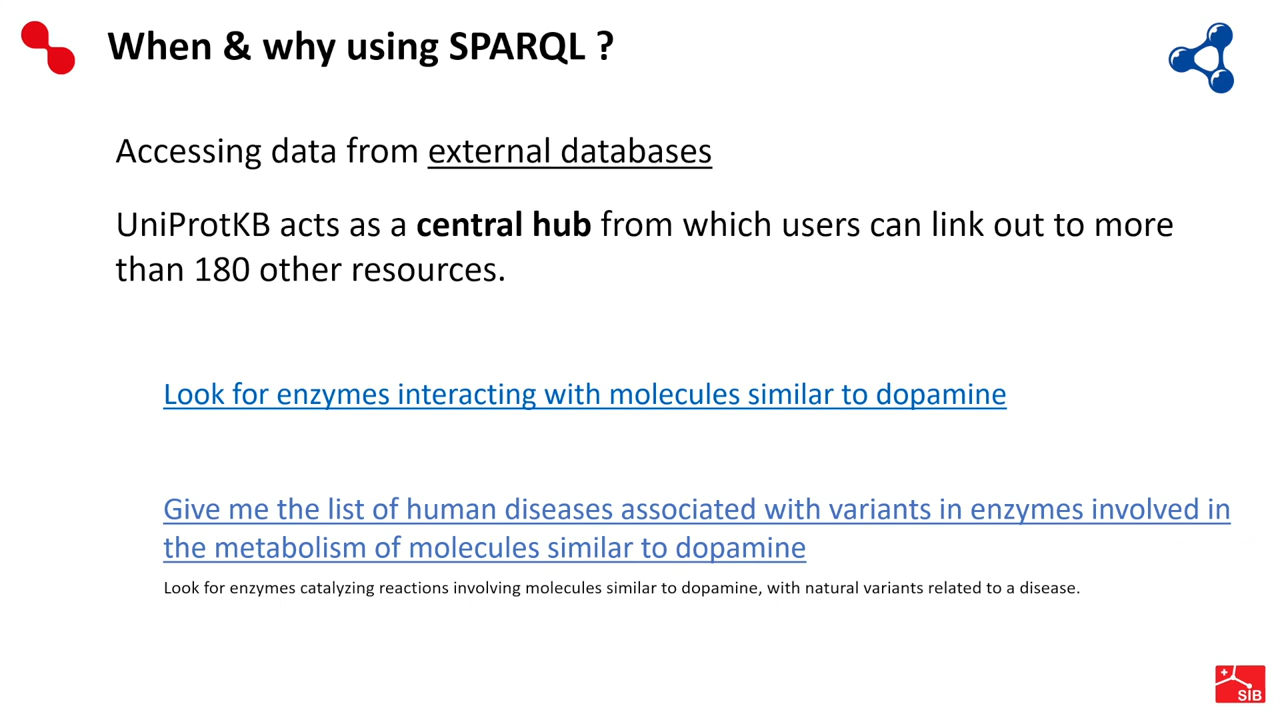 When & why using SPARQL ?
Accessing data from external databases
UniProtKB acts as a central hub from which users can link out to more
than 180 other resources.
Look for enzymes interacting with molecules similar to dopamine
Give me the list of human diseases associated with variants in enzymes involved in
the metabolism of molecules similar to dopamine
Look for enzymes catalyzing reactions involving molecules similar to dopamine, with natural variants related to a disease.
SIB